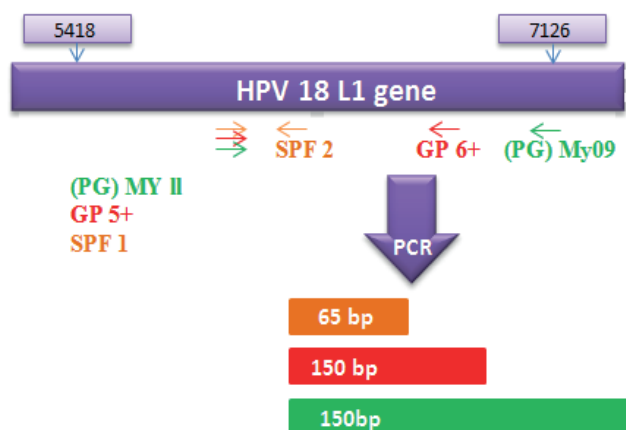 5418
7126
HPV 18 L1 gene
SPF 2
GP 6+
(PG) My09
(PG) MY ll
GP 5+
SPF 1
PCR
65 bp
150 bp
150bp